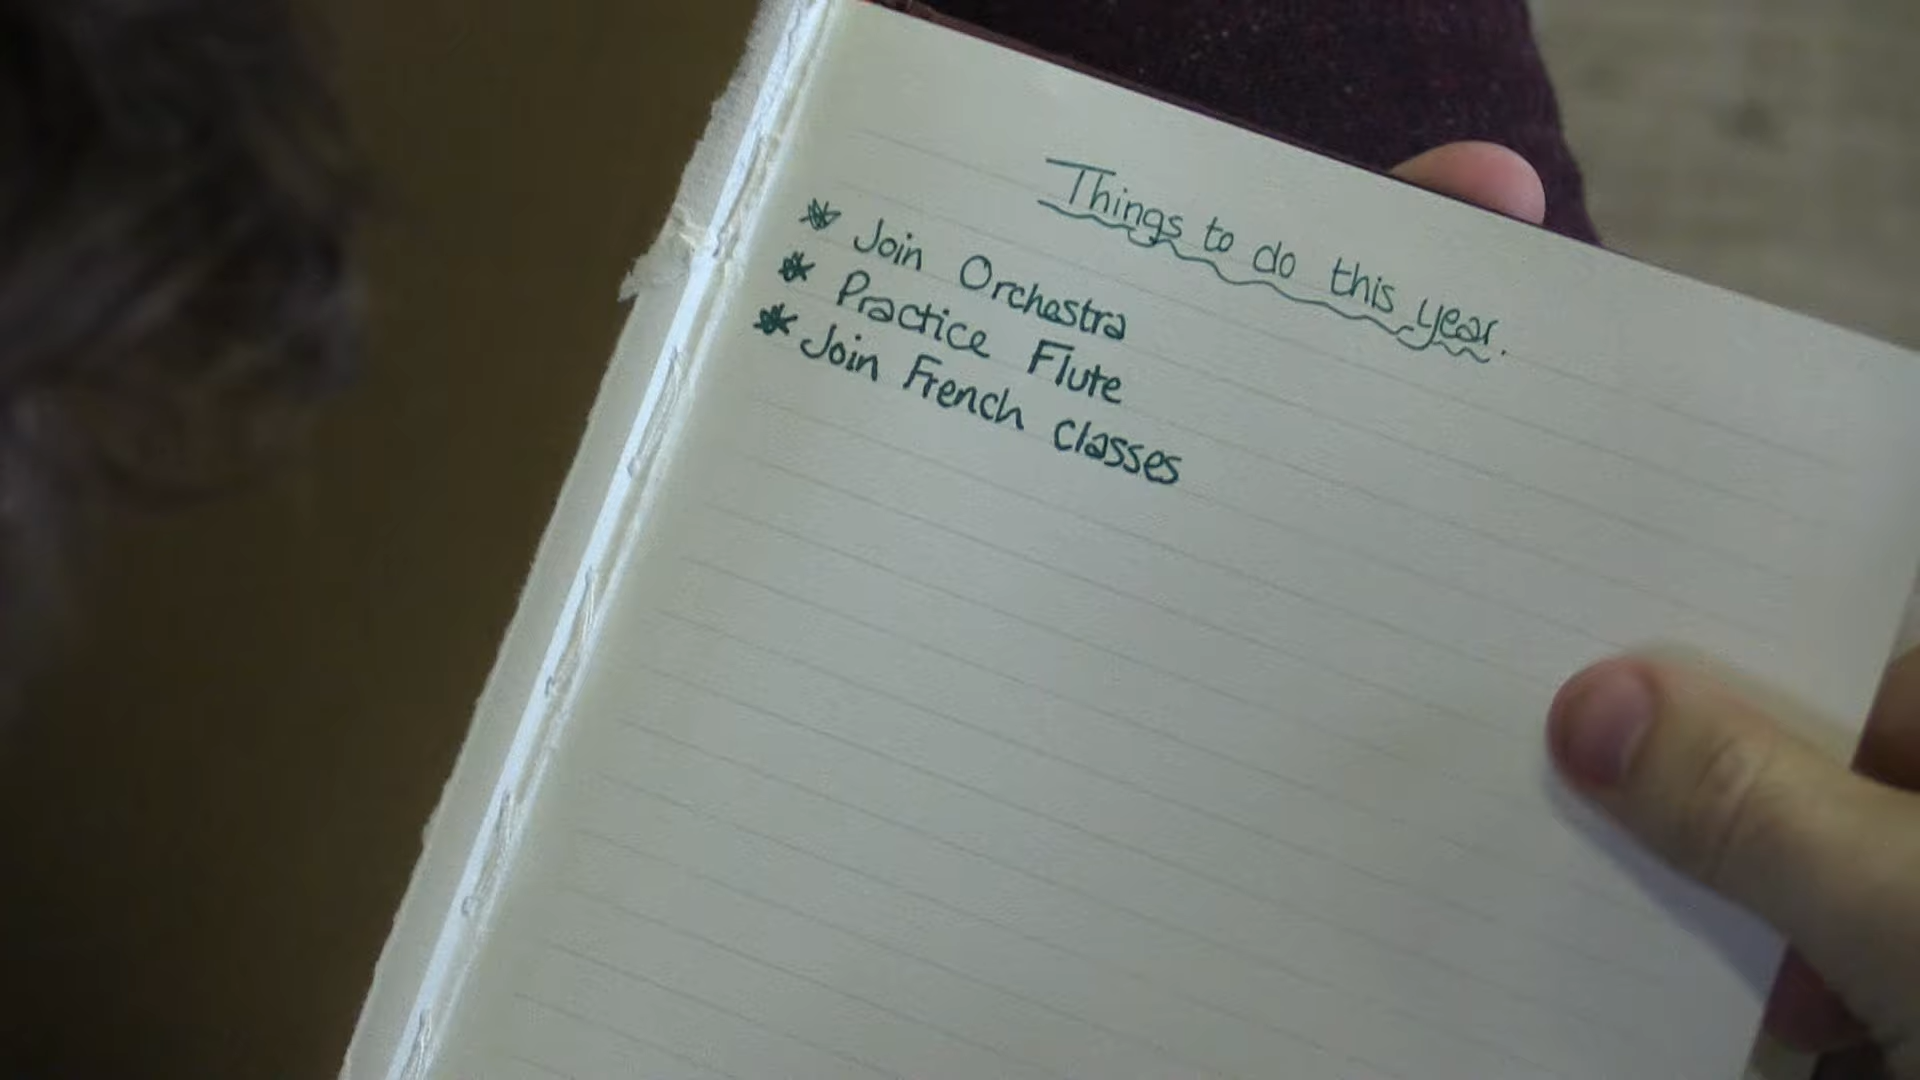 Things to do this year.
* Join Orchestra
* Practice Flute
* Join French classes